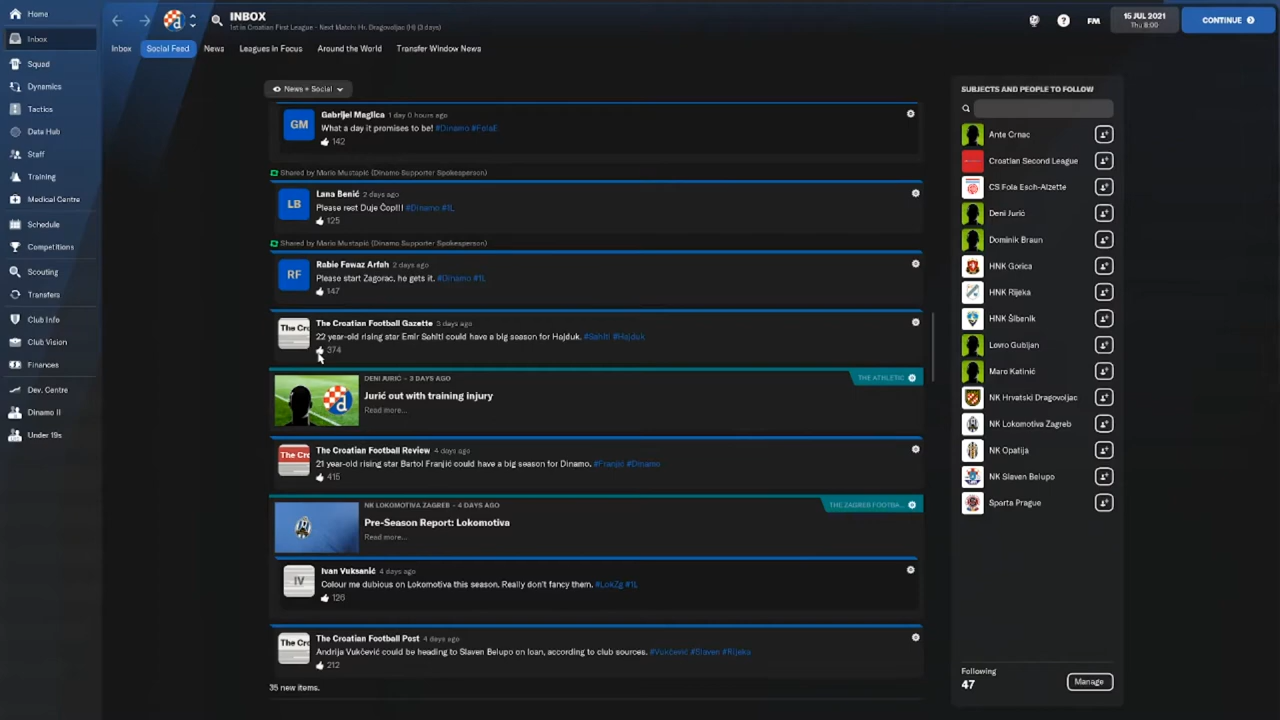 Home
Inbox
Squad
Dynamics
Tactics
Data Hub
Staff
Training
Medical Centre
Schedule
Competitions
Scouting
Transfers
Club Info
Club Vision
Finances
Dev. Centre
Dinamo II
Under 19s
INBOX
1st in Croatian First League - Next Match: Hr. Dragovoljac (H) (3 days)
FM
15 JUL 2021
Thu 8:00
CONTINUE
Inbox
Social Feed
News
Leagues in Focus
Around the World
Transfer Window News
News + Social
GM
Gabrijel Maglica 1 day 0 hours ago
What a day it promises to be! #Dinamo #FolaE
142
Shared by Mario Mustapić (Dinamo Supporter Spokesperson)
LB
Lana Benić 2 days ago
Please rest Duje Čop!!! #Dinamo #1L
125
Shared by Mario Mustapić (Dinamo Supporter Spokesperson)
RF
Rabie Fawaz Arfah 2 days ago
Please start Zagorac, he gets it. #Dinamo #1L
147
The Cro
The Croatian Football Gazette 3 days ago
22 year-old rising star Emir Sahiti could have a big season for Hajduk. #Sahiti #Hajduk
374
DENI JURIĆ - 3 DAYS AGO
THE ATHLETIC
Jurić out with training injury
Read more...
The Cro
The Croatian Football Review 4 days ago
21 year-old rising star Bartol Franjić could have a big season for Dinamo. #Franjić #Dinamo
415
NK LOKOMOTIVA ZAGREB - 4 DAYS AGO
THE ZAGREB FOOTBA...
Pre-Season Report: Lokomotiva
Read more...
IV
Ivan Vuksanić 4 days ago
Colour me dubious on Lokomotiva this season. Really don't fancy them. #LokZg #1L
126
The Cro
The Croatian Football Post 4 days ago
Andrija Vukčević could be heading to Slaven Belupo on loan, according to club sources. #Vukčević #Slaven #Rijeka
212
35 new items.
SUBJECTS AND PEOPLE TO FOLLOW
Ante Crnac
Croatian Second League
CS Fola Esch-Alzette
Deni Jurić
Dominik Braun
HNK Gorica
HNK Rijeka
HNK Šibenik
Lovro Gubijan
Maro Katinić
NK Hrvatski Dragovoljac
NK Lokomotiva Zagreb
NK Opatija
NK Slaven Belupo
Sparta Prague
Following
47
Manage